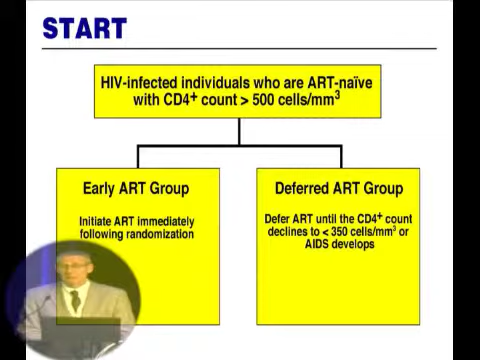 START
HIV-infected individuals who are ART-naïve
with CD4+ count > 500 cells/mm³
Early ART Group
Initiate ART immediately
following randomization
Deferred ART Group
Defer ART until the CD4+ count
declines to < 350 cells/mm³ or
AIDS develops